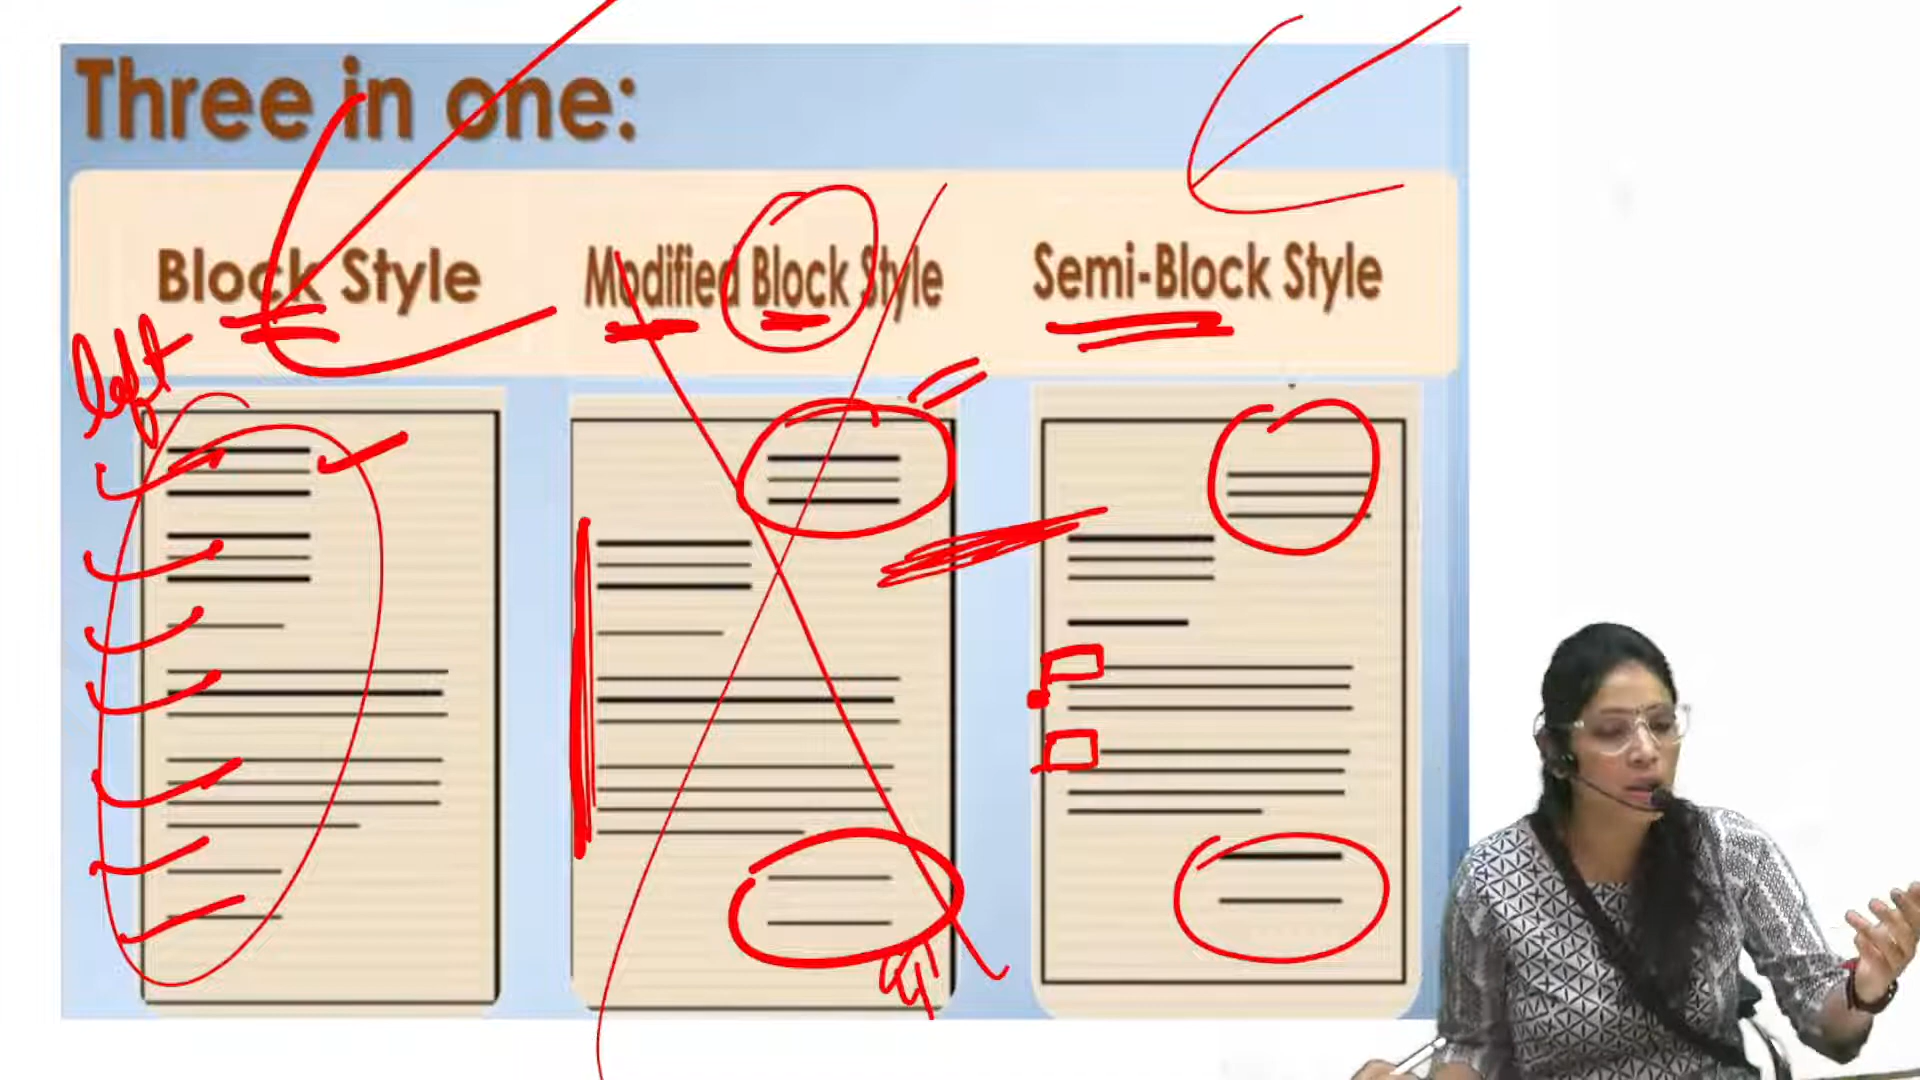 Three in one:
Block Style
Modified Block Style
Semi-Block Style
left